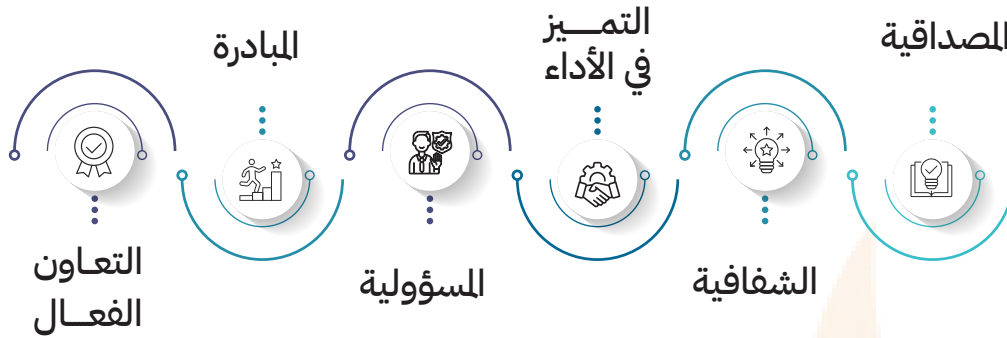 المصداقية
الشفافية
التمـــيز
في الأداء
المسؤولية
المبادرة
التعـاون
الفعــال